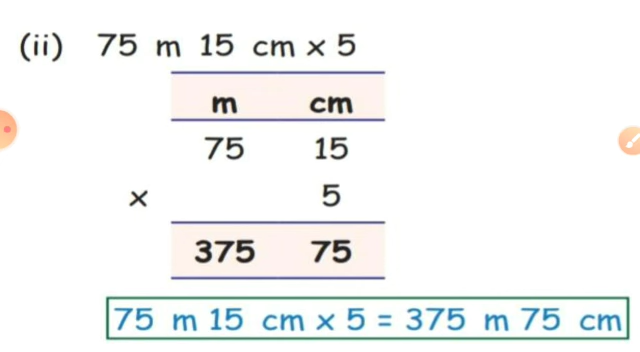 (ii) 75 m 15 cm × 5
m cm
75 15
× 5
375 75
75 m 15 cm × 5 = 375 m 75 cm